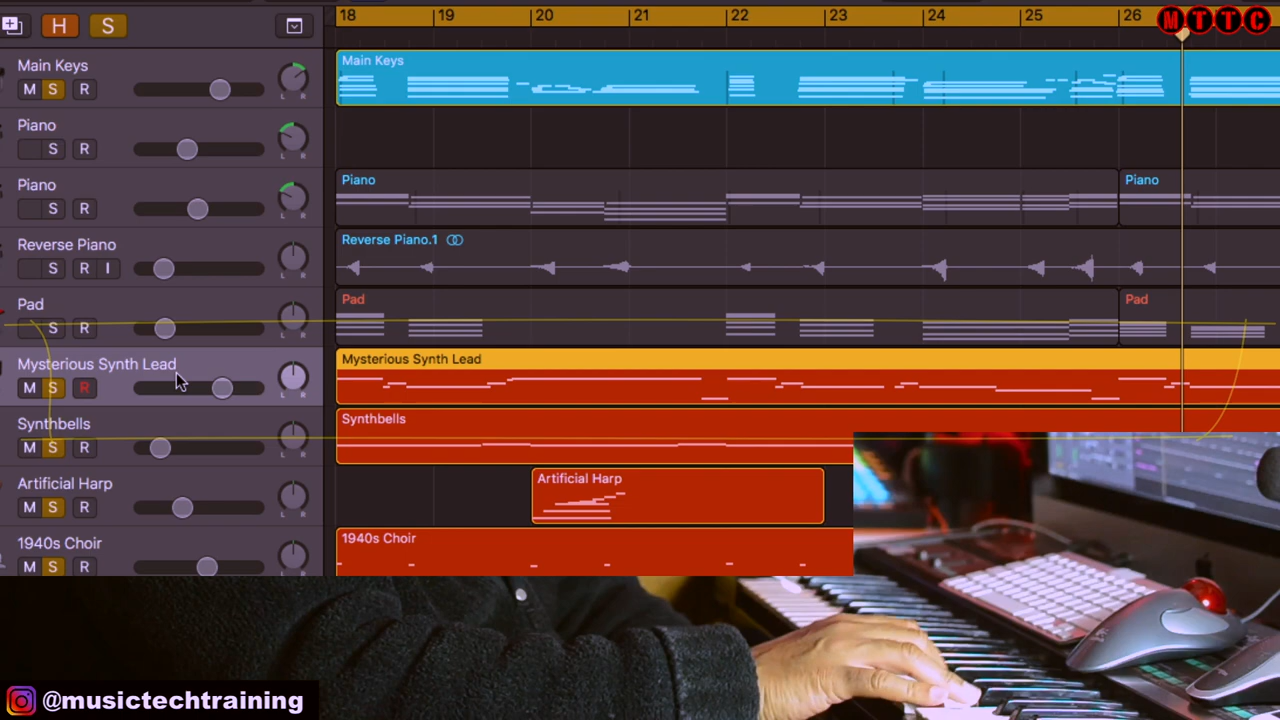 H S 18 19 20 21 22 23 24 25 26 MTTC
Main Keys
M S R
L R
Main Keys
Piano
S R
L R
Piano
S R
L R
Piano
Piano
Reverse Piano
S R I
L R
Reverse Piano.1
Pad
S R
L R
Pad
Pad
Mysterious Synth Lead
M S R
L R
Mysterious Synth Lead
Synthbells
M S R
L R
Synthbells
Artificial Harp
M S R
L R
Artificial Harp
1940s Choir
M S R
L R
1940s Choir
@musictechtraining